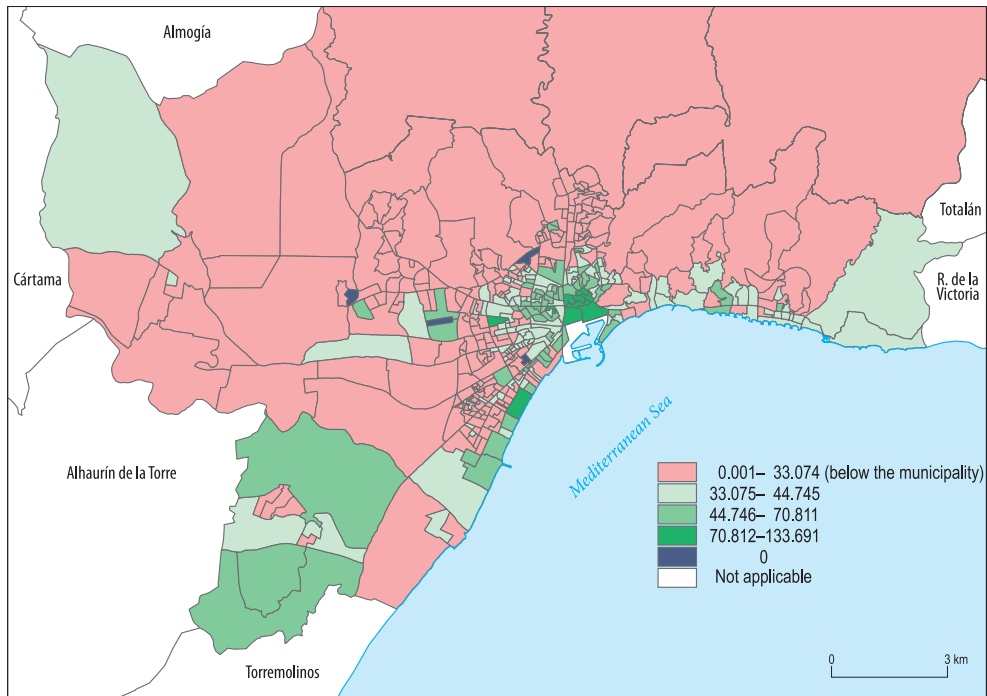 Almogía
Totalán
Cártama
R. de la
Victoria
Mediterranean Sea
Alhaurín de la Torre
0.001– 33.074 (below the municipality)
33.075– 44.745
44.746– 70.811
70.812–133.691
0
Not applicable
Torremolinos
0 3 km